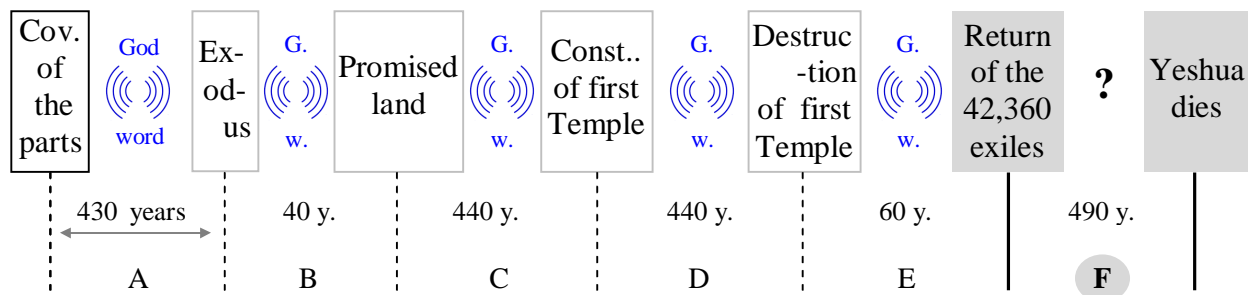 Cov.
of
the
parts
God
word
Ex-
od-
us
G.
w.
Promised
land
G.
w.
Const..
of first
Temple
G.
w.
Destruc
-tion
of first
Temple
G.
w.
Return
of the
42,360
exiles
?
Yeshua
dies
430 years
40 y.
440 y.
440 y.
60 y.
490 y.
A
B
C
D
E
F